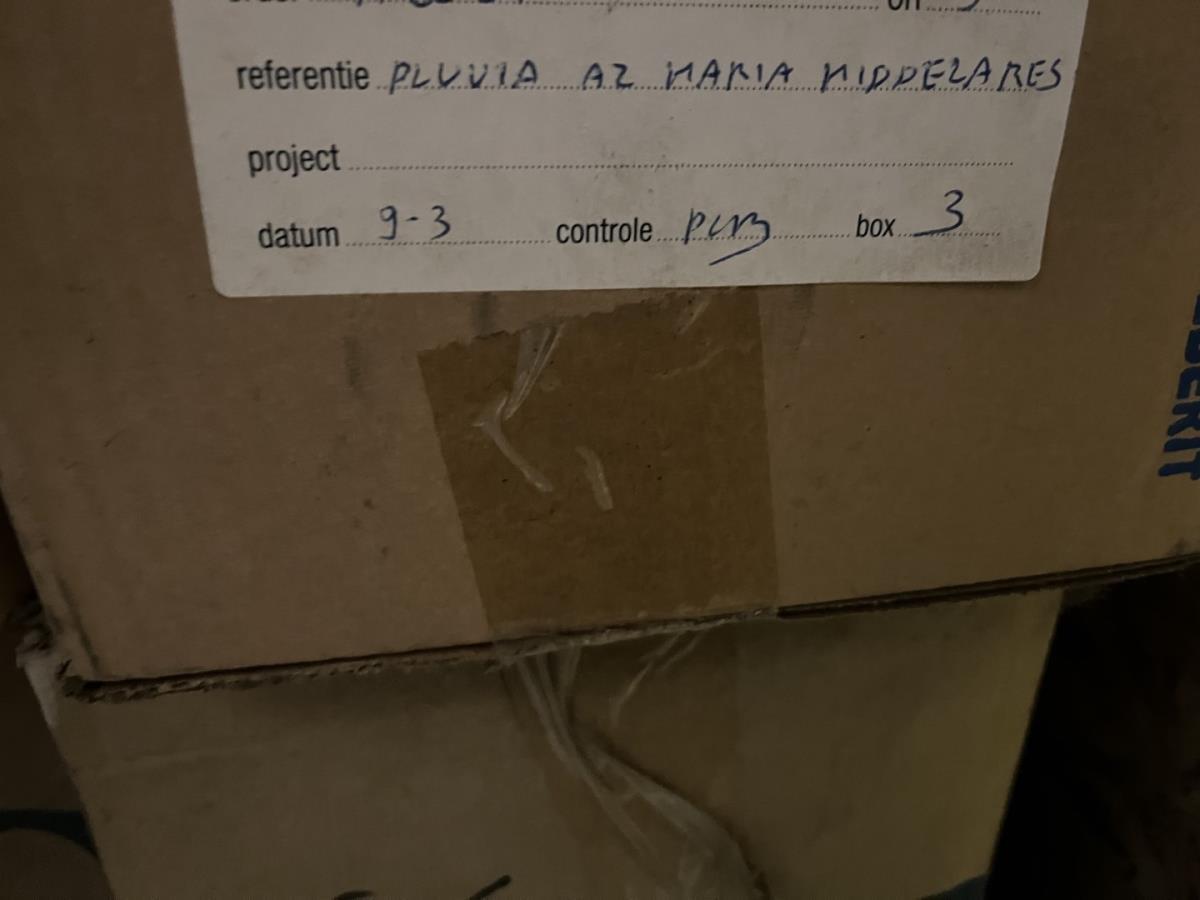 referentie PLUVIA AZ MARIA MIDDELARES
project
datum 9-3 controle box 3